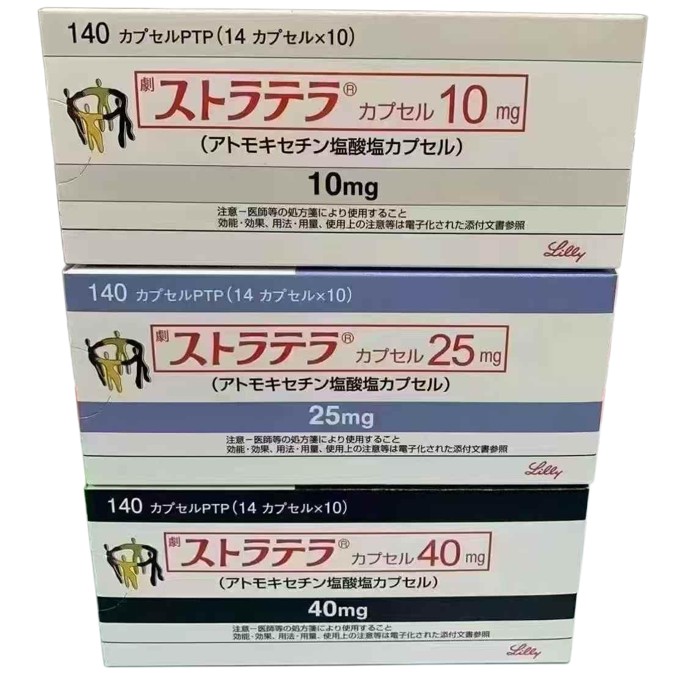 140 カプセルPTP(14 カプセル×10)
劇 ストラテラ® カプセル 10 mg
(アトモキセチン塩酸塩カプセル)
10mg
注意－医師等の処方箋により使用すること
効能・効果、用法・用量、使用上の注意等は電子化された添付文書参照
Lilly
140 カプセルPTP(14 カプセル×10)
劇 ストラテラ® カプセル 25 mg
(アトモキセチン塩酸塩カプセル)
25mg
注意－医師等の処方箋により使用すること
効能・効果、用法・用量、使用上の注意等は電子化された添付文書参照
Lilly
140 カプセルPTP(14 カプセル×10)
劇 ストラテラ® カプセル 40 mg
(アトモキセチン塩酸塩カプセル)
40mg
注意－医師等の処方箋により使用すること
効能・効果、用法・用量、使用上の注意等は電子化された添付文書参照
Lilly